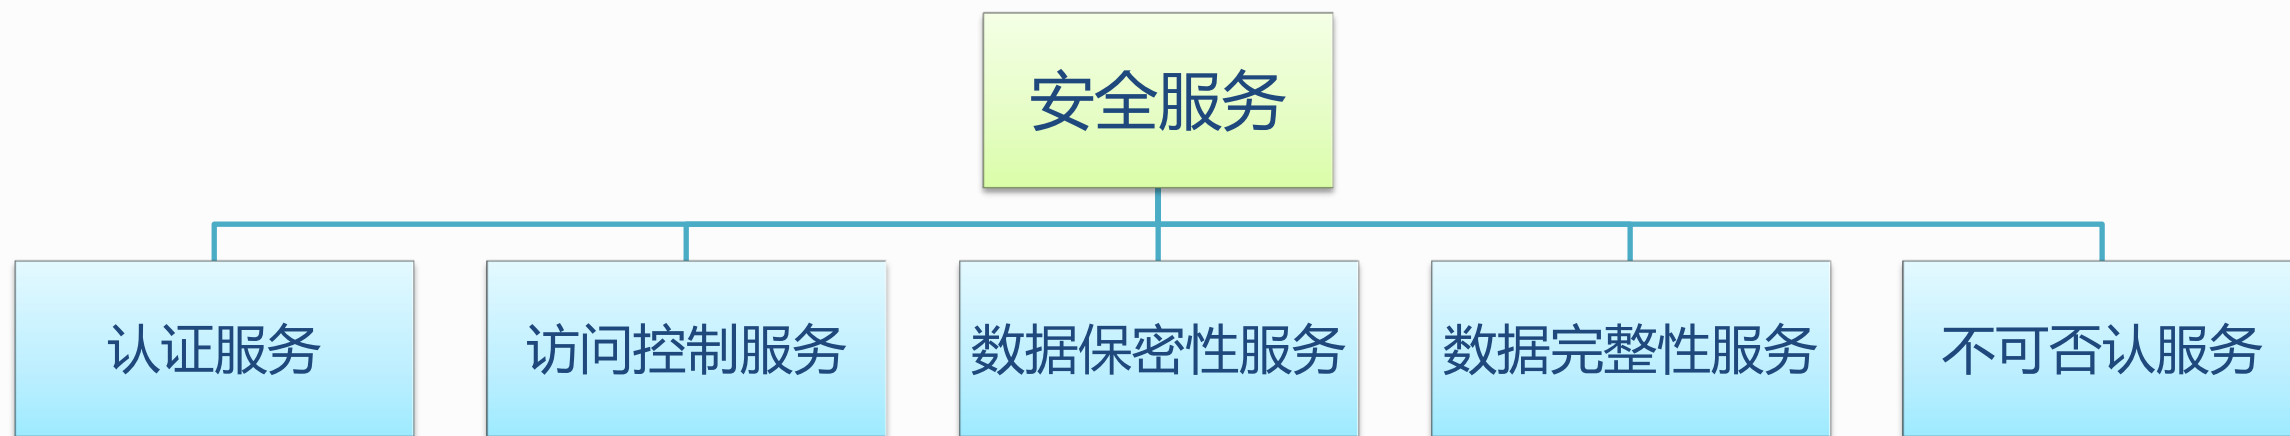 安全服务
认证服务
访问控制服务
数据保密性服务
数据完整性服务
不可否认服务